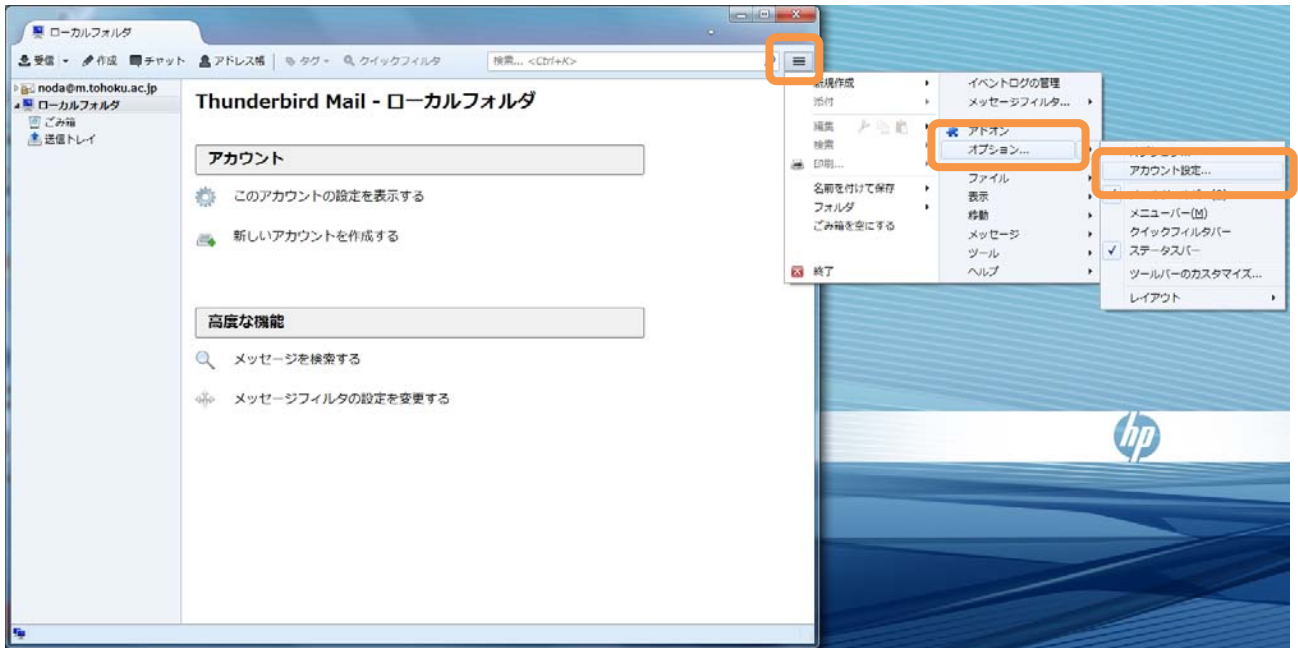 ローカルフォルダ
受信 作成 チャット アドレス帳 タグ クイックフィルタ 検索... <Ctrl+K>
noda@m.tohoku.ac.jp
ローカルフォルダ
ごみ箱
送信トレイ
Thunderbird Mail - ローカルフォルダ
アカウント
このアカウントの設定を表示する
新しいアカウントを作成する
高度な機能
メッセージを検索する
メッセージフィルタの設定を変更する
新規作成
添付
編集
検索
印刷...
名前を付けて保存
フォルダ
ごみ箱を空にする
終了
イベントログの管理
メッセージフィルタ...
アドオン
オプション...
ファイル
表示
移動
メッセージ
ツール
ヘルプ
アカウント設定...
メニューバー(M)
クイックフィルタバー
ステータスバー
ツールバーのカスタマイズ...
レイアウト
hp